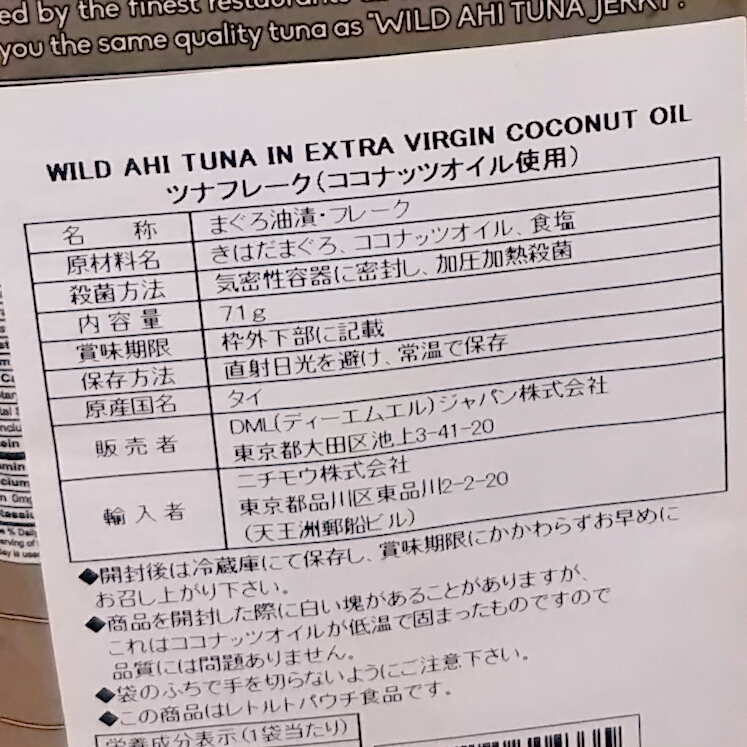 ed by the finest restaurants
you the same quality tuna as "WILD AHI TUNA JERKY".
WILD AHI TUNA IN EXTRA VIRGIN COCONUT OIL
ツナフレーク(ココナッツオイル使用)
名 称 まぐろ油漬・フレーク
原材料名 きはだまぐろ、ココナッツオイル、食塩
殺菌方法 気密性容器に密封し、加圧加熱殺菌
内容量 71g
賞味期限 枠外下部に記載
保存方法 直射日光を避け、常温で保存
原産国名 タイ
販売者 DML(ディーエムエル)ジャパン株式会社
東京都大田区池上3-41-20
輸入者 ニチモウ株式会社
東京都品川区東品川2-2-20
(天王洲郵船ビル)
◆開封後は冷蔵庫にて保存し、賞味期限にかかわらずお早めに
お召し上がり下さい。
◆商品を開封した際に白い塊があることがありますが、
これはココナッツオイルが低温で固まったものですので
品質には問題ありません。
◆袋のふちで手を切らないようにご注意下さい。
◆この商品はレトルトパウチ食品です。
栄養成分表示(1袋当たり)